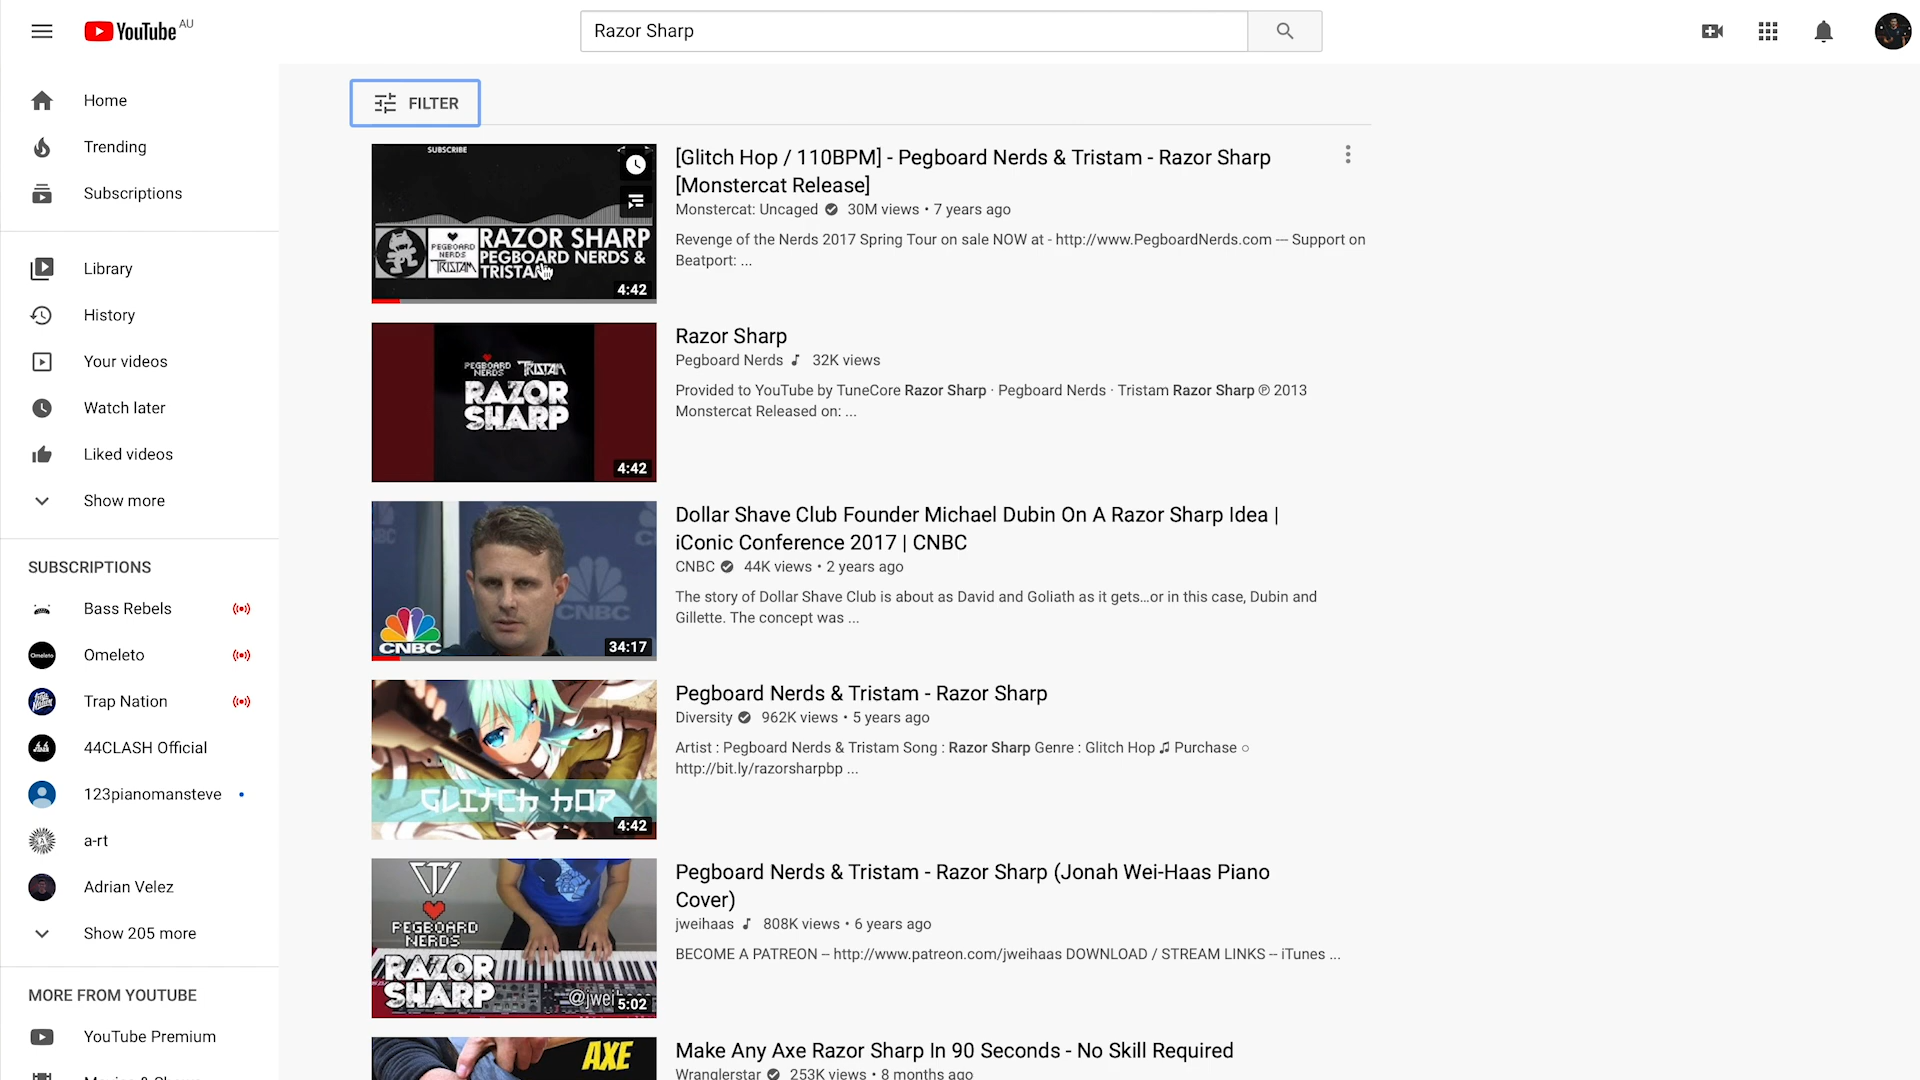 YouTube AU
Razor Sharp
Home
Trending
Subscriptions
Library
History
Your videos
Watch later
Liked videos
Show more
SUBSCRIPTIONS
Bass Rebels
Omeleto
Omeleto
Trap Nation
44CLASH Official
123pianomansteve
a-rt
Adrian Velez
Show 205 more
MORE FROM YOUTUBE
YouTube Premium
FILTER
SUBSCRIBE
RAZOR SHARP
PEGBOARD NERDS &
TRISTAM
PEGBOARD
NERDS
TRISTAM
4:42
[Glitch Hop / 110BPM] - Pegboard Nerds & Tristam - Razor Sharp
[Monstercat Release]
Monstercat: Uncaged 30M views • 7 years ago
Revenge of the Nerds 2017 Spring Tour on sale NOW at - http://www.PegboardNerds.com --- Support on
Beatport: ...
PEGBOARD NERDS TRISTAM
RAZOR
SHARP
4:42
Razor Sharp
Pegboard Nerds ♪ 32K views
Provided to YouTube by TuneCore Razor Sharp · Pegboard Nerds · Tristam Razor Sharp ℗ 2013
Monstercat Released on: ...
CNBC
CNBC
34:17
Dollar Shave Club Founder Michael Dubin On A Razor Sharp Idea |
iConic Conference 2017 | CNBC
CNBC 44K views • 2 years ago
The story of Dollar Shave Club is about as David and Goliath as it gets...or in this case, Dubin and
Gillette. The concept was ...
GLITCH HOP
4:42
Pegboard Nerds & Tristam - Razor Sharp
Diversity 962K views • 5 years ago
Artist : Pegboard Nerds & Tristam Song : Razor Sharp Genre : Glitch Hop ♫ Purchase ○
http://bit.ly/razorsharpbp ...
PEGBOARD
NERDS
RAZOR
SHARP
@jwei
5:02
Pegboard Nerds & Tristam - Razor Sharp (Jonah Wei-Haas Piano
Cover)
jweihaas ♪ 808K views • 6 years ago
BECOME A PATREON -- http://www.patreon.com/jweihaas DOWNLOAD / STREAM LINKS -- iTunes ...
AXE
Make Any Axe Razor Sharp In 90 Seconds - No Skill Required
Wranglerstar 253K views • 8 months ago